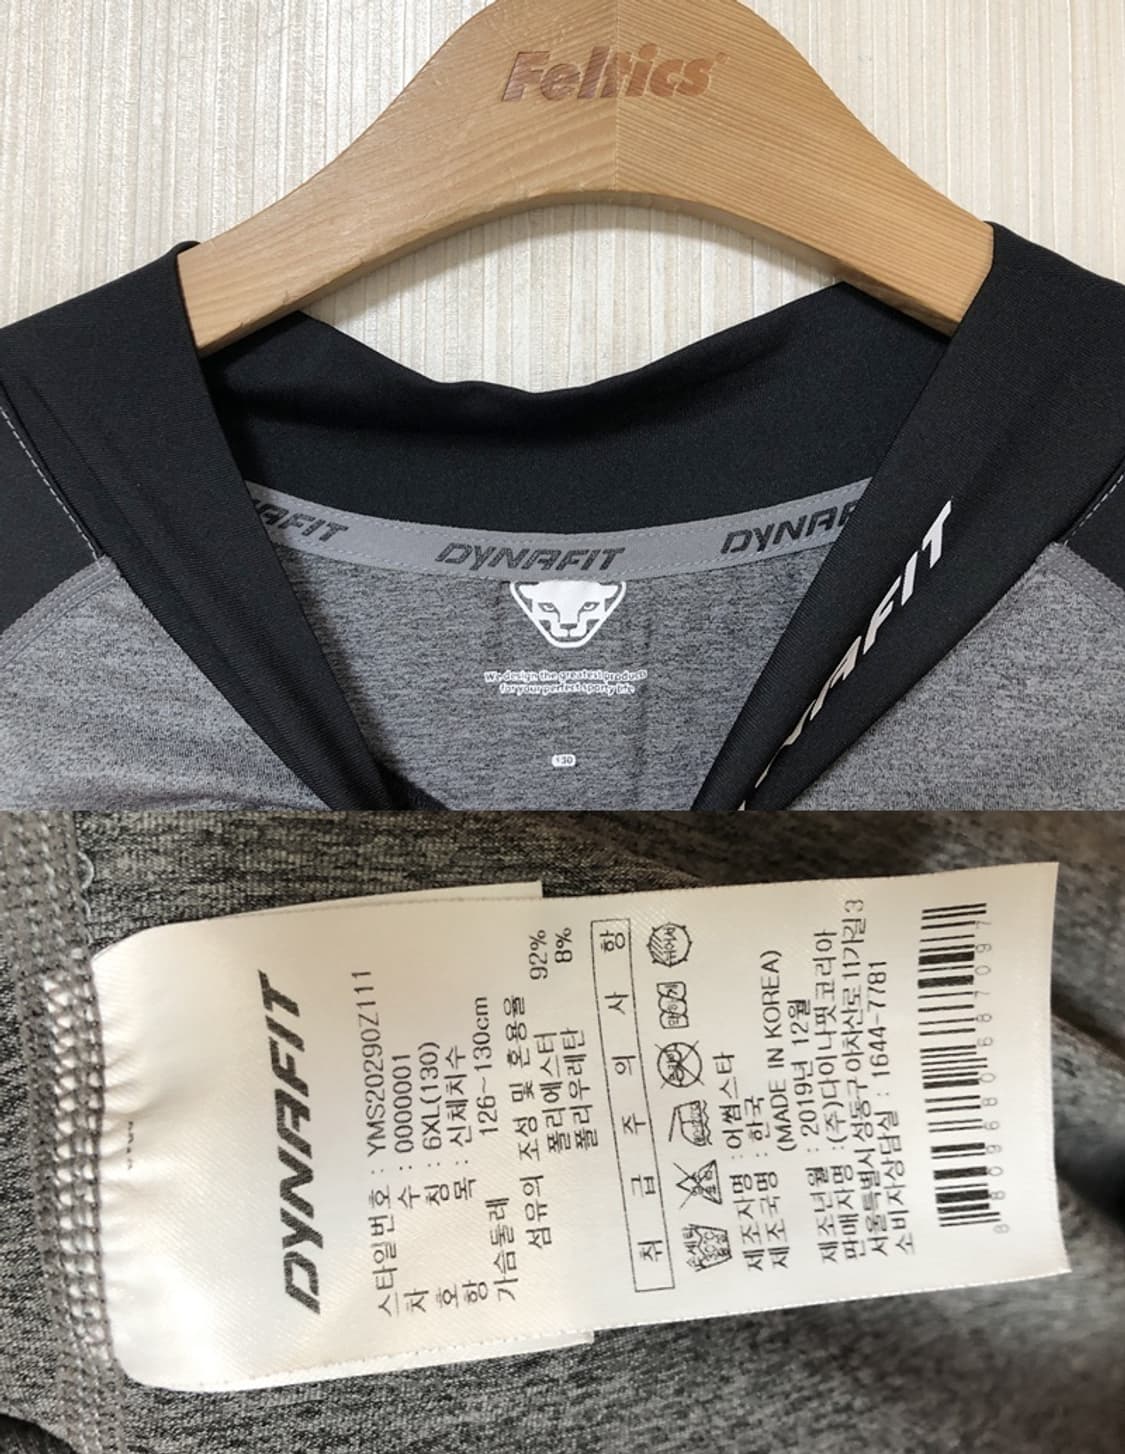 Feltics
DYNAFIT
DYNAFIT
We design the greatest product
for your perfect sporty life
130
DYNAFIT
스타일번호 : YMS20290Z111
차 수 : 0000001
호 칭 : 6XL(130)
항 목 : 신체치수
가슴둘레 126~130cm
섬유의 조성 및 혼용율
폴리에스터 92%
폴리우레탄 8%
취 급 주 의 사 항
제조자명 : 어썸스타
제조국명 : 한국
(MADE IN KOREA)
제조년월 : 2019년 12월
판매자명 : (주)다이나핏코리아
서울특별시 성동구 아차산로 11가길 3
소비자상담실 : 1644-7781